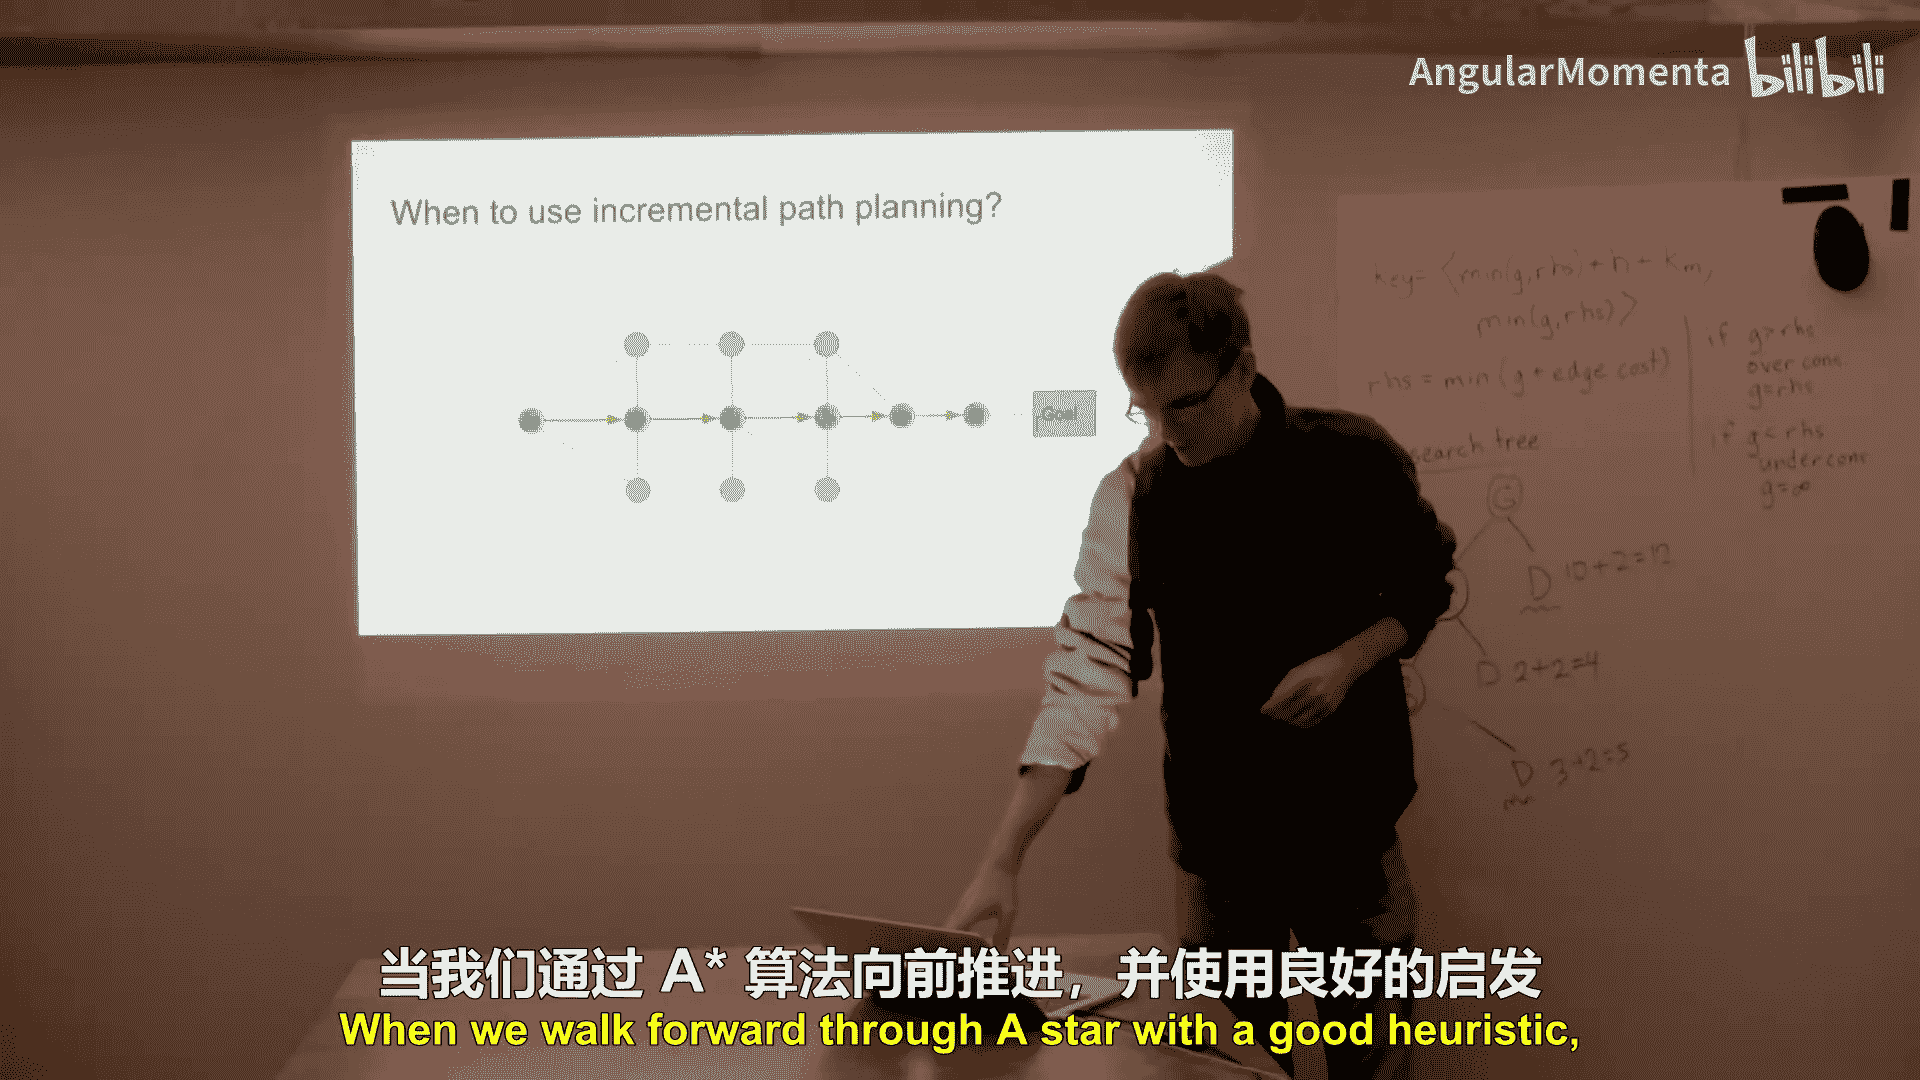 AngularMomenta bilibili
When to use incremental path planning?
Goal
key = ⟨min(g,rhs) + h + km,
min(g,rhs)⟩
rhs = min (g + edge cost)
if g>rhs
over cons
g=rhs
if g<rhs
under cons
g=∞
search tree
G
D 10+2=12
D 2+2=4
D 3+2=5
当我们通过 A* 算法向前推进，并使用良好的启发
When we walk forward through A star with a good heuristic,